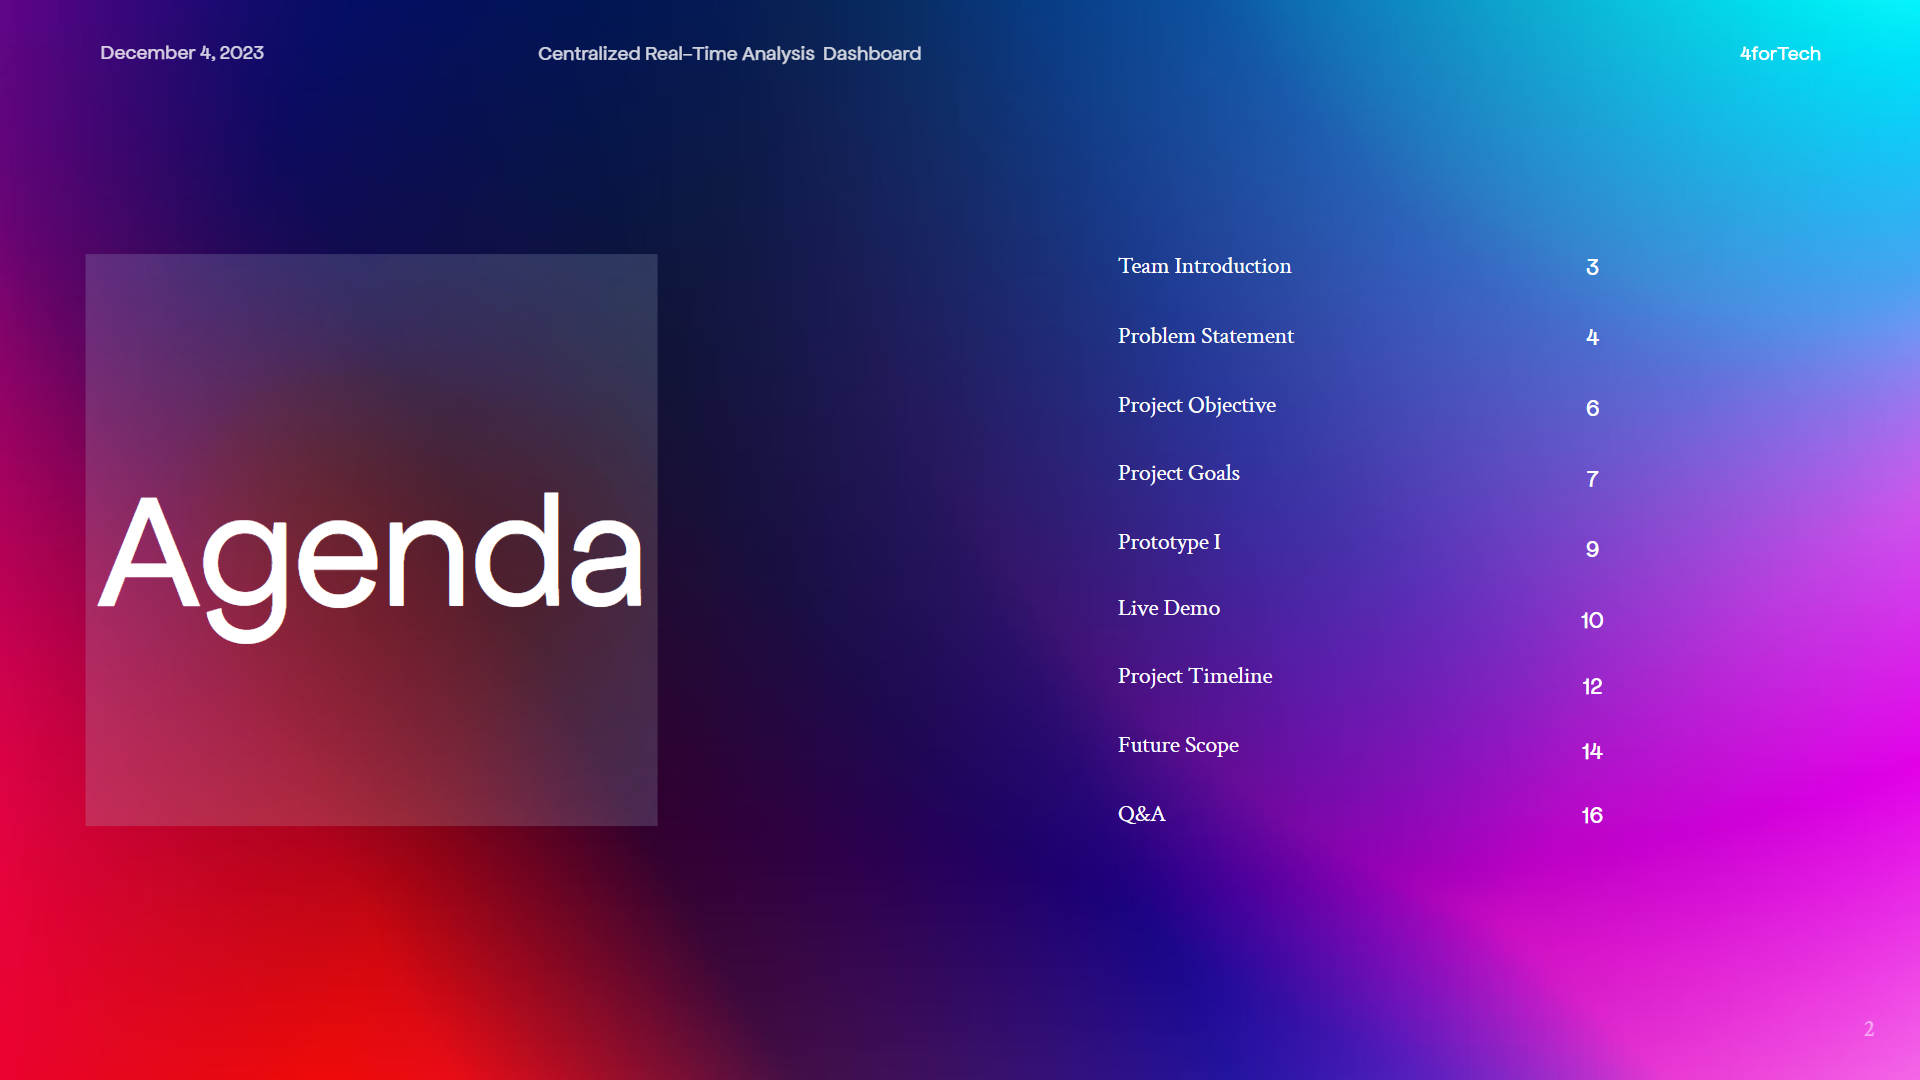 December 4, 2023
Centralized Real-Time Analysis Dashboard
4forTech
Agenda
Team Introduction 3
Problem Statement 4
Project Objective 6
Project Goals 7
Prototype I 9
Live Demo 10
Project Timeline 12
Future Scope 14
Q&A 16
2